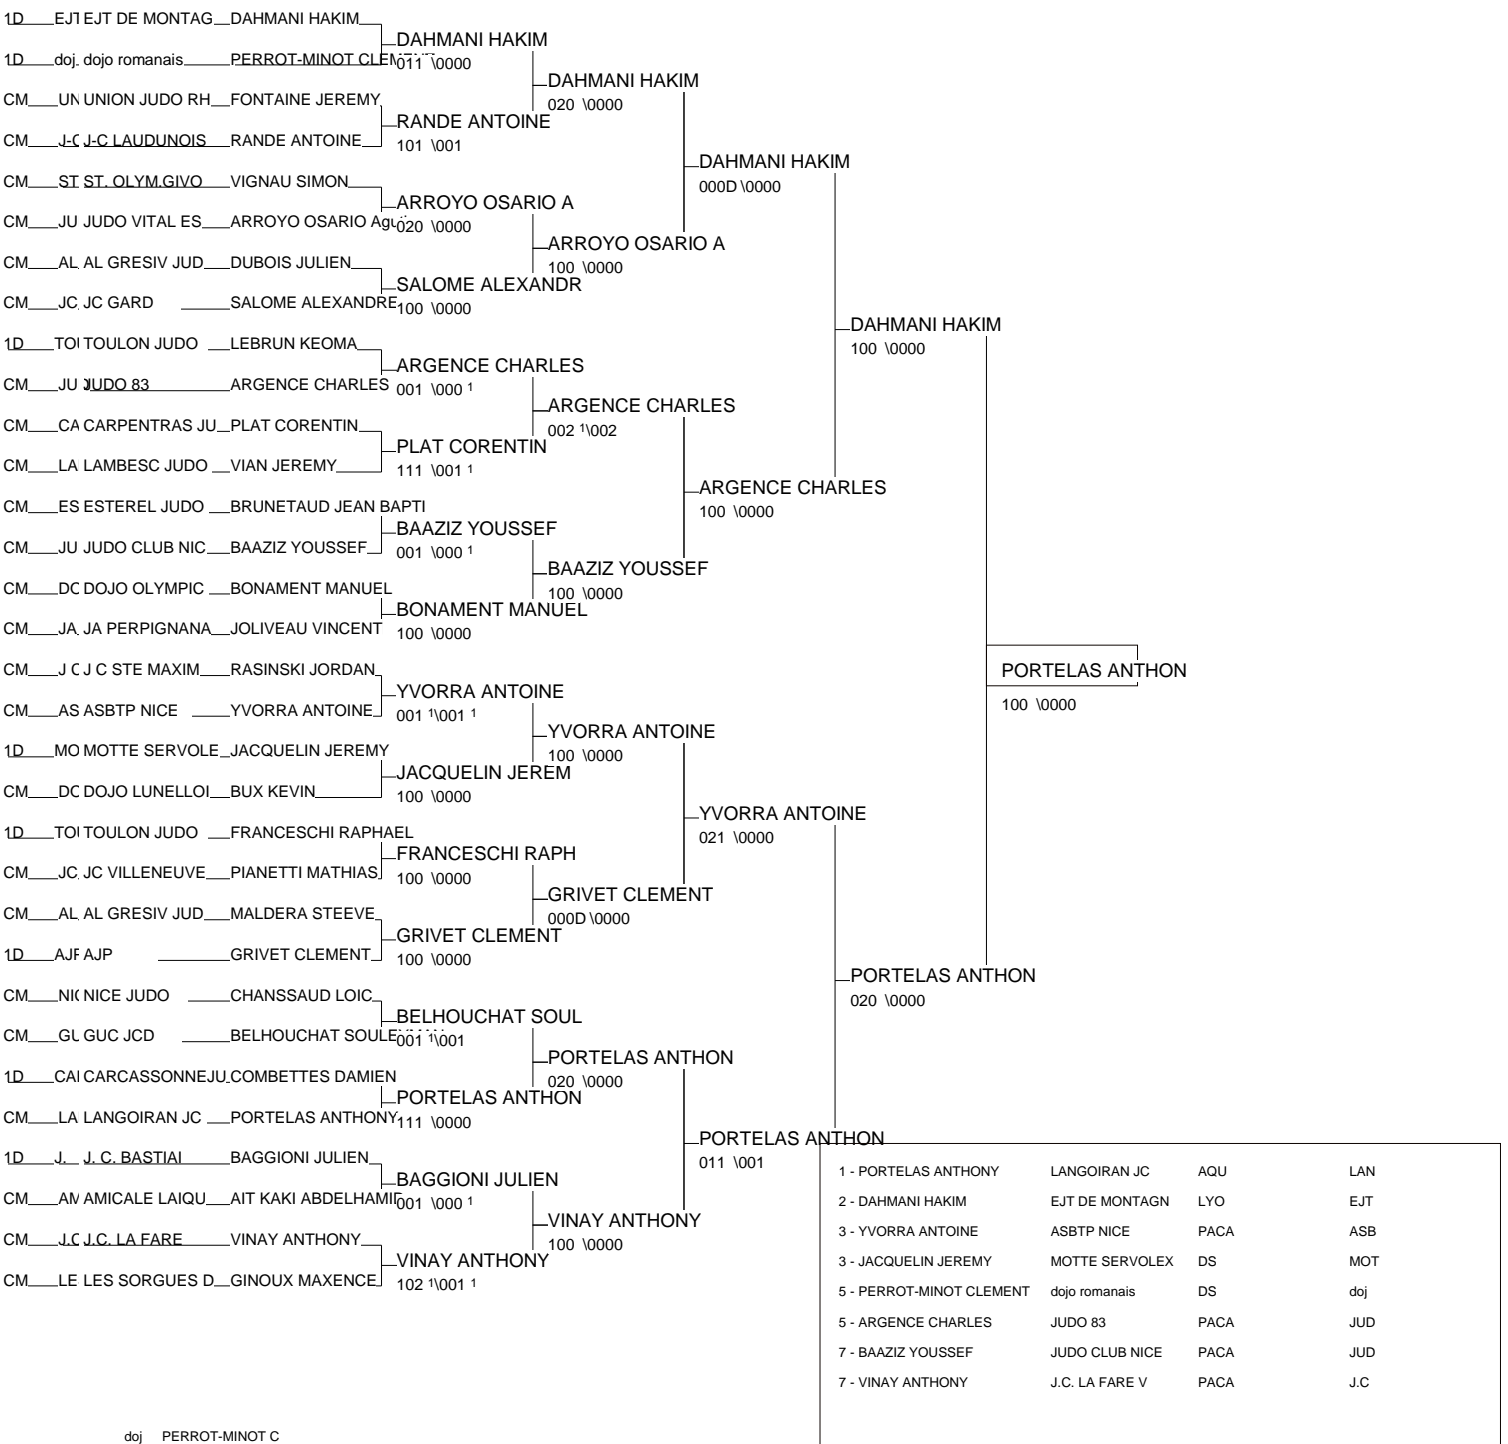 1D EJT EJT DE MONTAG DAHMANI HAKIM
DAHMANI HAKIM
1D doj dojo romanais PERROT-MINOT CLEMENT
011 \0000
DAHMANI HAKIM
020 \0000
CM UN UNION JUDO RH FONTAINE JEREMY
RANDE ANTOINE
CM J-C J-C LAUDUNOIS RANDE ANTOINE
101 \001
DAHMANI HAKIM
000D \0000
CM ST ST. OLYM.GIVO VIGNAU SIMON
ARROYO OSARIO A
CM JU JUDO VITAL ES ARROYO OSARIO Agu
020 \0000
ARROYO OSARIO A
100 \0000
CM AL AL GRESIV JUD DUBOIS JULIEN
SALOME ALEXANDR
CM JC JC GARD SALOME ALEXANDRE
100 \0000
DAHMANI HAKIM
100 \0000
1D TOU TOULON JUDO LEBRUN KEOMA
ARGENCE CHARLES
CM JU JUDO 83 ARGENCE CHARLES
001 \000 1
ARGENCE CHARLES
002 1\002
CM CA CARPENTRAS JU PLAT CORENTIN
PLAT CORENTIN
CM LA LAMBESC JUDO VIAN JEREMY
111 \001 1
ARGENCE CHARLES
100 \0000
CM ES ESTEREL JUDO BRUNETAUD JEAN BAPTI
BAAZIZ YOUSSEF
CM JU JUDO CLUB NIC BAAZIZ YOUSSEF
001 \000 1
BAAZIZ YOUSSEF
100 \0000
CM DO DOJO OLYMPIC BONAMENT MANUEL
BONAMENT MANUEL
CM JA JA PERPIGNANA JOLIVEAU VINCENT
100 \0000
PORTELAS ANTHON
100 \0000
CM J C J C STE MAXIM RASINSKI JORDAN
YVORRA ANTOINE
CM AS ASBTP NICE YVORRA ANTOINE
001 1\001 1
YVORRA ANTOINE
100 \0000
1D MO MOTTE SERVOLE JACQUELIN JEREMY
JACQUELIN JEREM
CM DO DOJO LUNELLOI BUX KEVIN
100 \0000
YVORRA ANTOINE
021 \0000
1D TOU TOULON JUDO FRANCESCHI RAPHAEL
FRANCESCHI RAPH
CM JC JC VILLENEUVE PIANETTI MATHIAS
100 \0000
GRIVET CLEMENT
000D \0000
CM AL AL GRESIV JUD MALDERA STEEVE
GRIVET CLEMENT
1D AJP AJP GRIVET CLEMENT
100 \0000
PORTELAS ANTHON
020 \0000
CM NIC NICE JUDO CHANSSAUD LOIC
BELHOUCHAT SOUL
CM GU GUC JCD BELHOUCHAT SOULEYMAN
001 1\001
PORTELAS ANTHON
020 \0000
1D CAR CARCASSONNEJU COMBETTES DAMIEN
PORTELAS ANTHON
CM LA LANGOIRAN JC PORTELAS ANTHONY
111 \0000
PORTELAS ANTHON
011 \001
1D J. J. C. BASTIAI BAGGIONI JULIEN
BAGGIONI JULIEN
CM AM AMICALE LAIQU AIT KAKI ABDELHAMID
001 \000 1
VINAY ANTHONY
100 \0000
CM J.C J.C. LA FARE VINAY ANTHONY
VINAY ANTHONY
CM LE LES SORGUES D GINOUX MAXENCE
102 1\001 1
1 - PORTELAS ANTHONY LANGOIRAN JC AQU LAN
2 - DAHMANI HAKIM EJT DE MONTAGN LYO EJT
3 - YVORRA ANTOINE ASBTP NICE PACA ASB
3 - JACQUELIN JEREMY MOTTE SERVOLEX DS MOT
5 - PERROT-MINOT CLEMENT dojo romanais DS doj
5 - ARGENCE CHARLES JUDO 83 PACA JUD
7 - BAAZIZ YOUSSEF JUDO CLUB NICE PACA JUD
7 - VINAY ANTHONY J.C. LA FARE V PACA J.C
doj PERROT-MINOT C